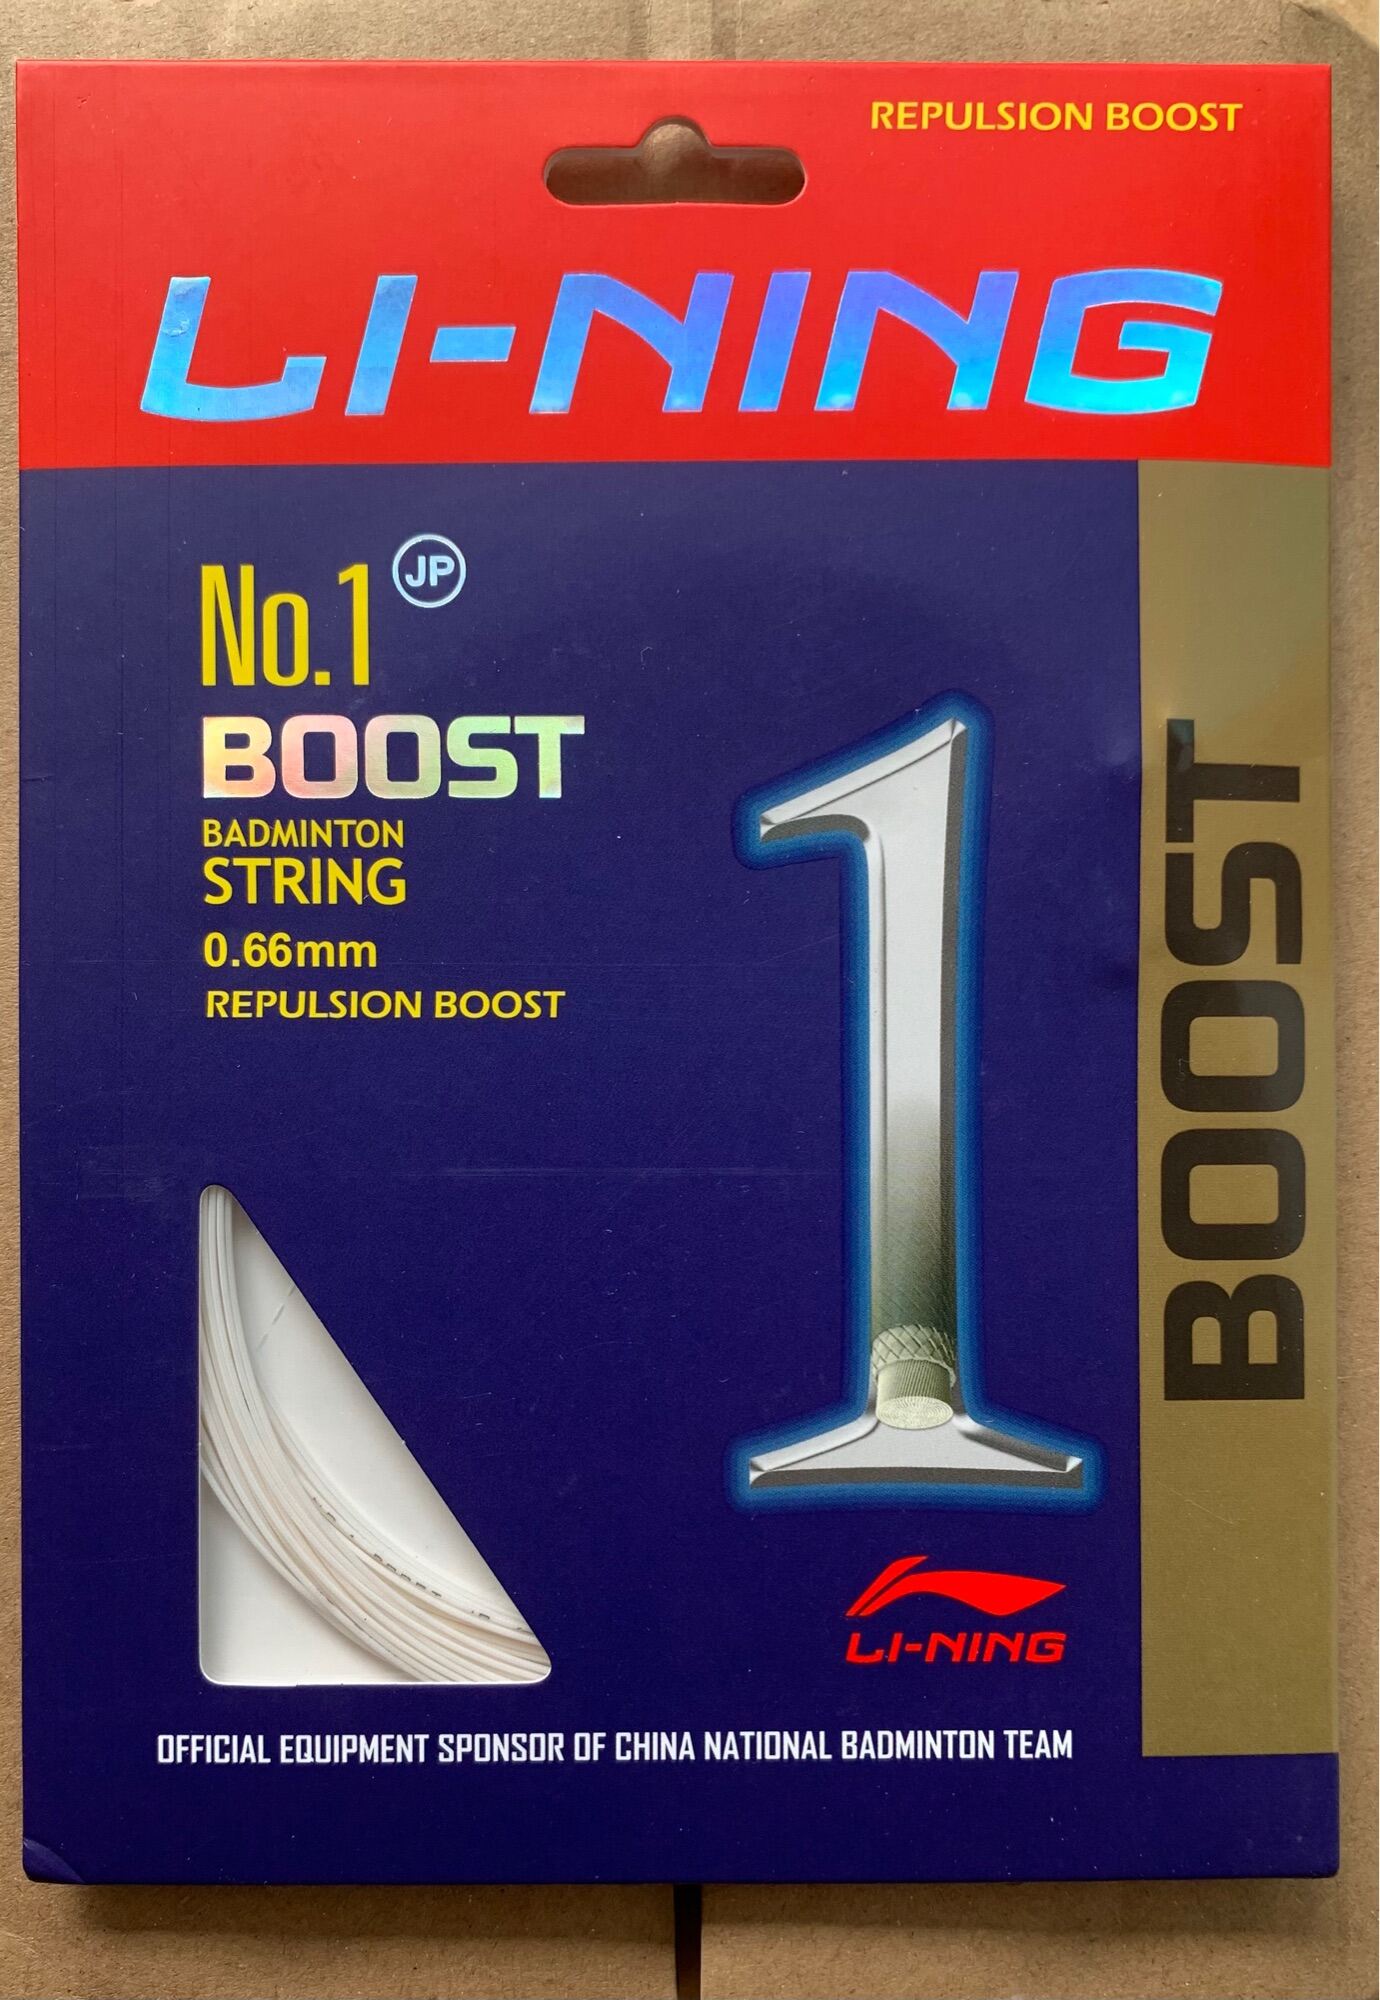 REPULSION BOOST
LI-NING
No.1 JP
BOOST
BADMINTON
STRING
0.66mm
REPULSION BOOST
1
BOOST
LI-NING
OFFICIAL EQUIPMENT SPONSOR OF CHINA NATIONAL BADMINTON TEAM